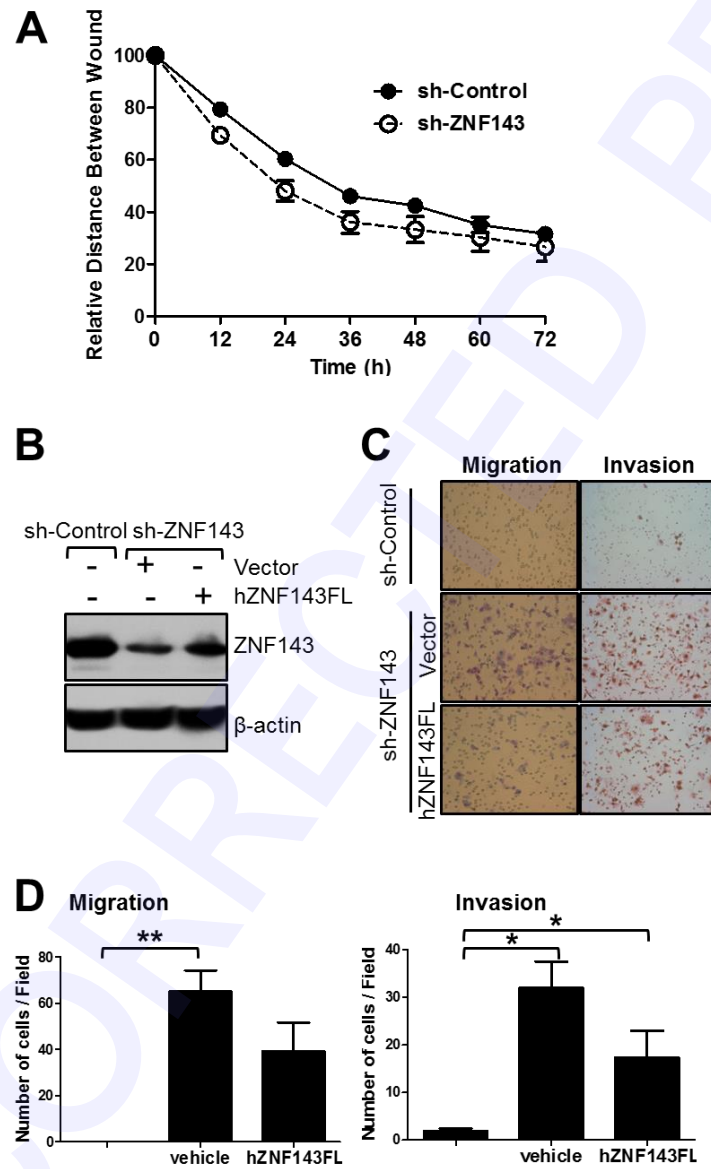 A
Relative Distance Between Wound
100
80
60
40
20
0
sh-Control
sh-ZNF143
0 12 24 36 48 60 72
Time (h)
B
sh-Control sh-ZNF143
- + - Vector
- - + hZNF143FL
ZNF143
β-actin
C
Migration Invasion
sh-Control
sh-ZNF143
Vector
hZNF143FL
D
Migration
**
Number of cells / Field
80
60
40
20
0
vehicle hZNF143FL
Invasion
*
*
Number of cells / Field
40
30
20
10
0
vehicle hZNF143FL